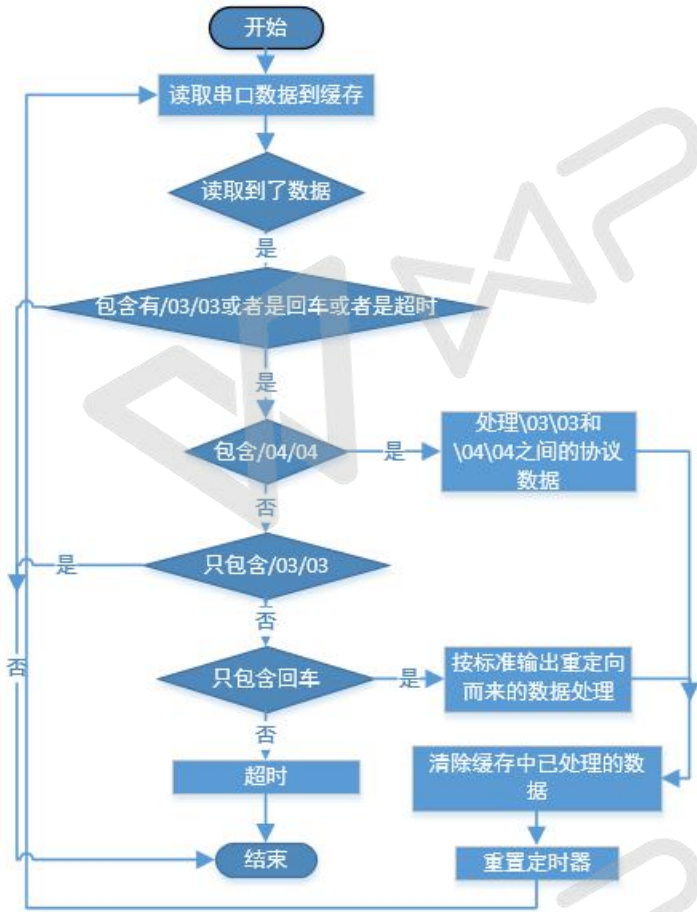 开始
读取串口数据到缓存
读取到了数据
是
包含有/03/03或者是回车或者是超时
是
包含/04/04
是
处理\03\03和
\04\04之间的协议
数据
否
只包含/03/03
是
否
否
只包含回车
是
按标准输出重定向
而来的数据处理
否
超时
清除缓存中已处理的数
据
结束
重置定时器